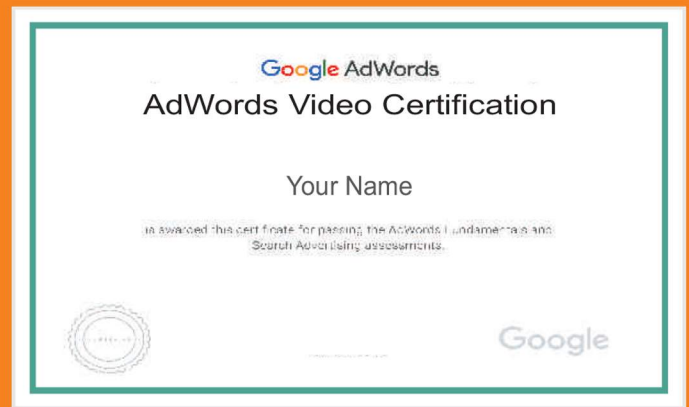 Google AdWords
AdWords Video Certification
Your Name
is awarded this certificate for passing the AdWords Fundamentals and
Search Advertising assessments.
Google